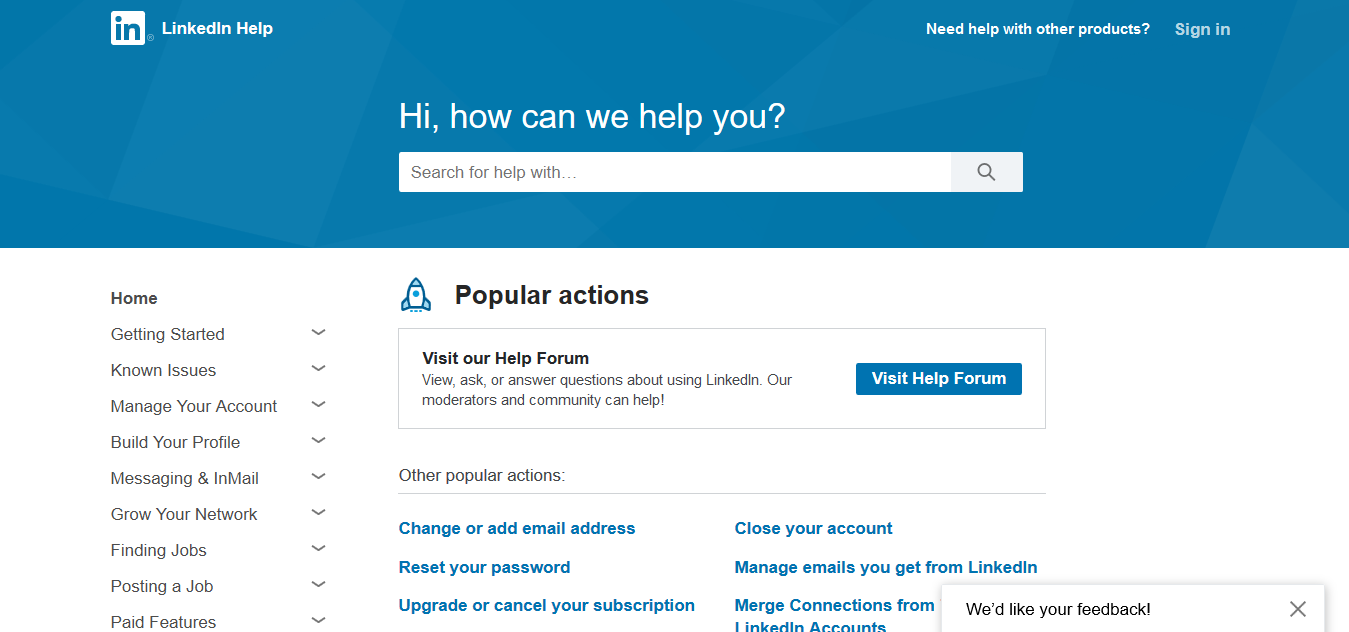 in® LinkedIn Help
Need help with other products? Sign in
Hi, how can we help you?
Search for help with…
Home
Getting Started
Known Issues
Manage Your Account
Build Your Profile
Messaging & InMail
Grow Your Network
Finding Jobs
Posting a Job
Paid Features
Popular actions
Visit our Help Forum
View, ask, or answer questions about using LinkedIn. Our
moderators and community can help!
Visit Help Forum
Other popular actions:
Change or add email address
Close your account
Reset your password
Manage emails you get from LinkedIn
Upgrade or cancel your subscription
Merge Connections from
LinkedIn Accounts
We’d like your feedback!